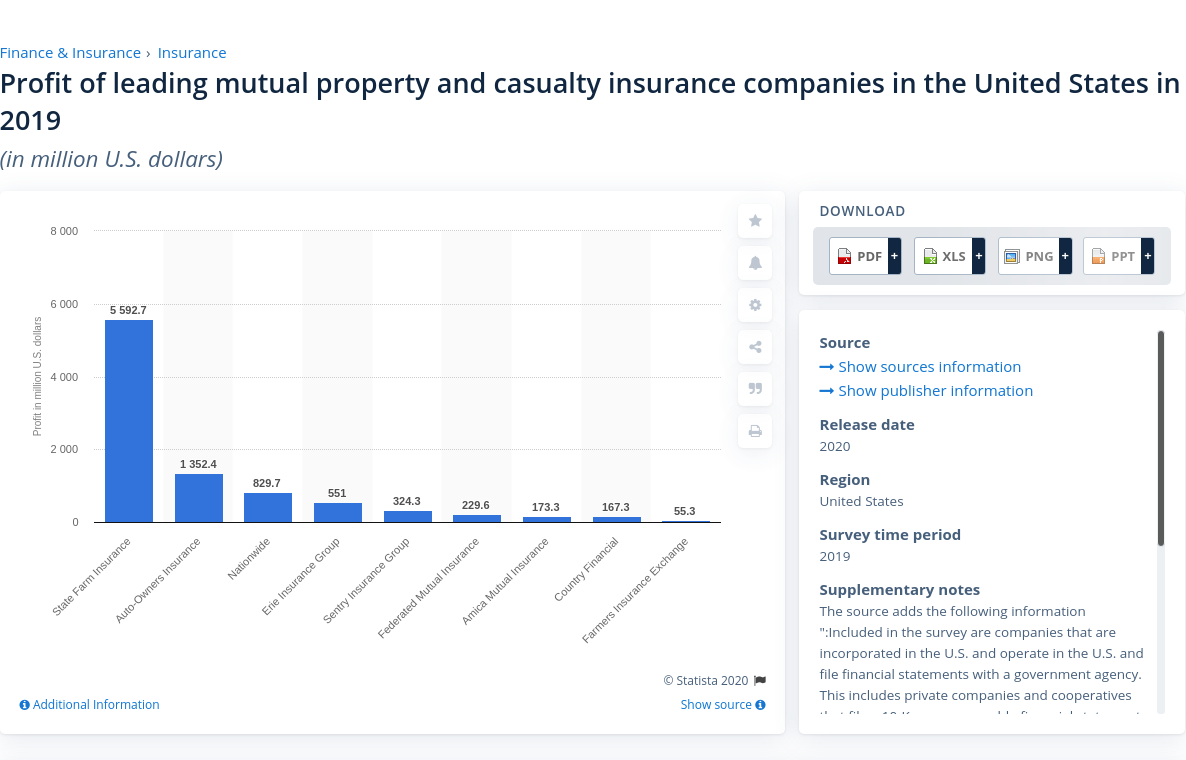 Finance & Insurance › Insurance
Profit of leading mutual property and casualty insurance companies in the United States in
2019
(in million U.S. dollars)
8 000
6 000
4 000
2 000
0
Profit in million U.S. dollars
5 592.7
1 352.4
829.7
551
324.3
229.6
173.3
167.3
55.3
State Farm Insurance
Auto-Owners Insurance
Nationwide
Erie Insurance Group
Sentry Insurance Group
Federated Mutual Insurance
Amica Mutual Insurance
Country Financial
Farmers Insurance Exchange
© Statista 2020
Additional Information
Show source
DOWNLOAD
PDF +
XLS +
PNG +
PPT +
Source
Show sources information
Show publisher information
Release date
2020
Region
United States
Survey time period
2019
Supplementary notes
The source adds the following information
":Included in the survey are companies that are
incorporated in the U.S. and operate in the U.S. and
file financial statements with a government agency.
This includes private companies and cooperatives